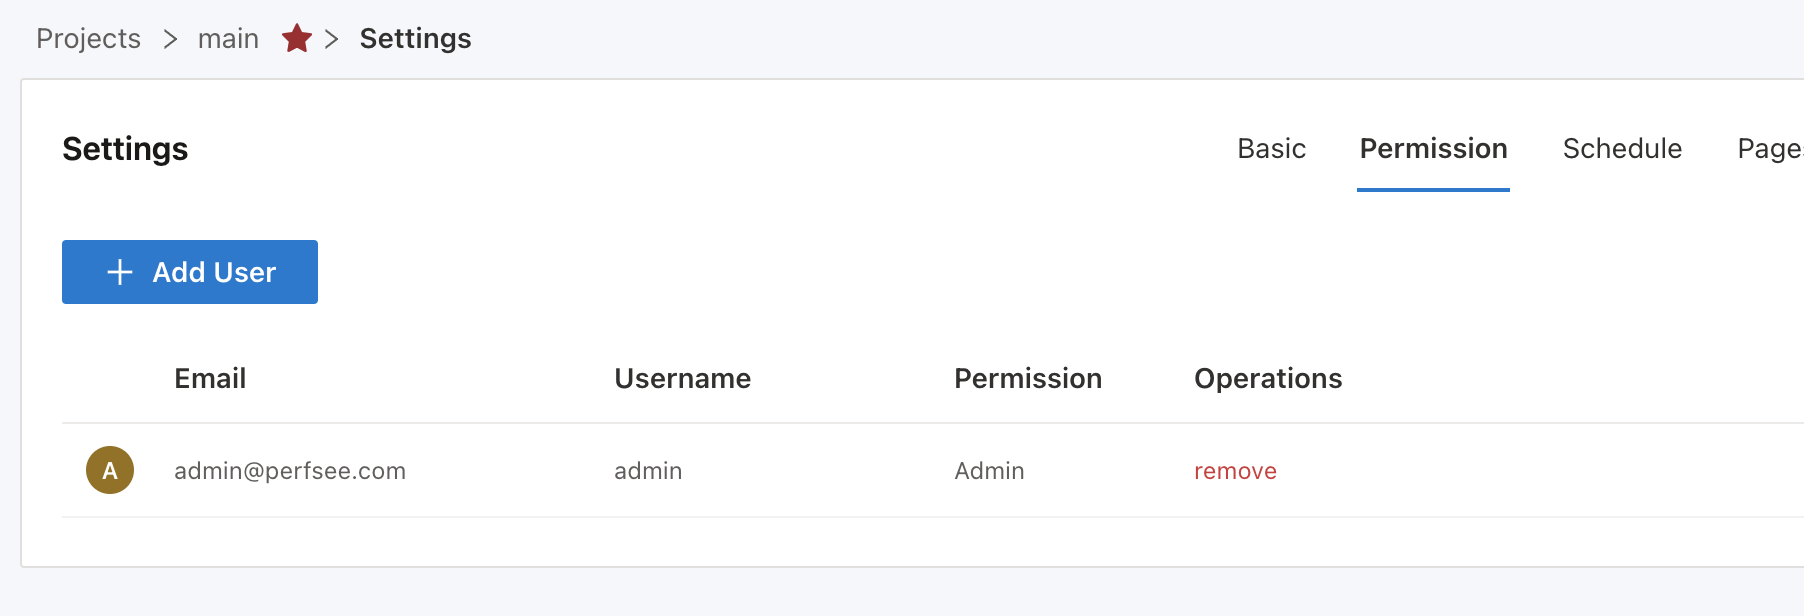 Projects > main > Settings
Settings
Basic Permission Schedule Page
+ Add User
Email Username Permission Operations
A admin@perfsee.com admin Admin remove